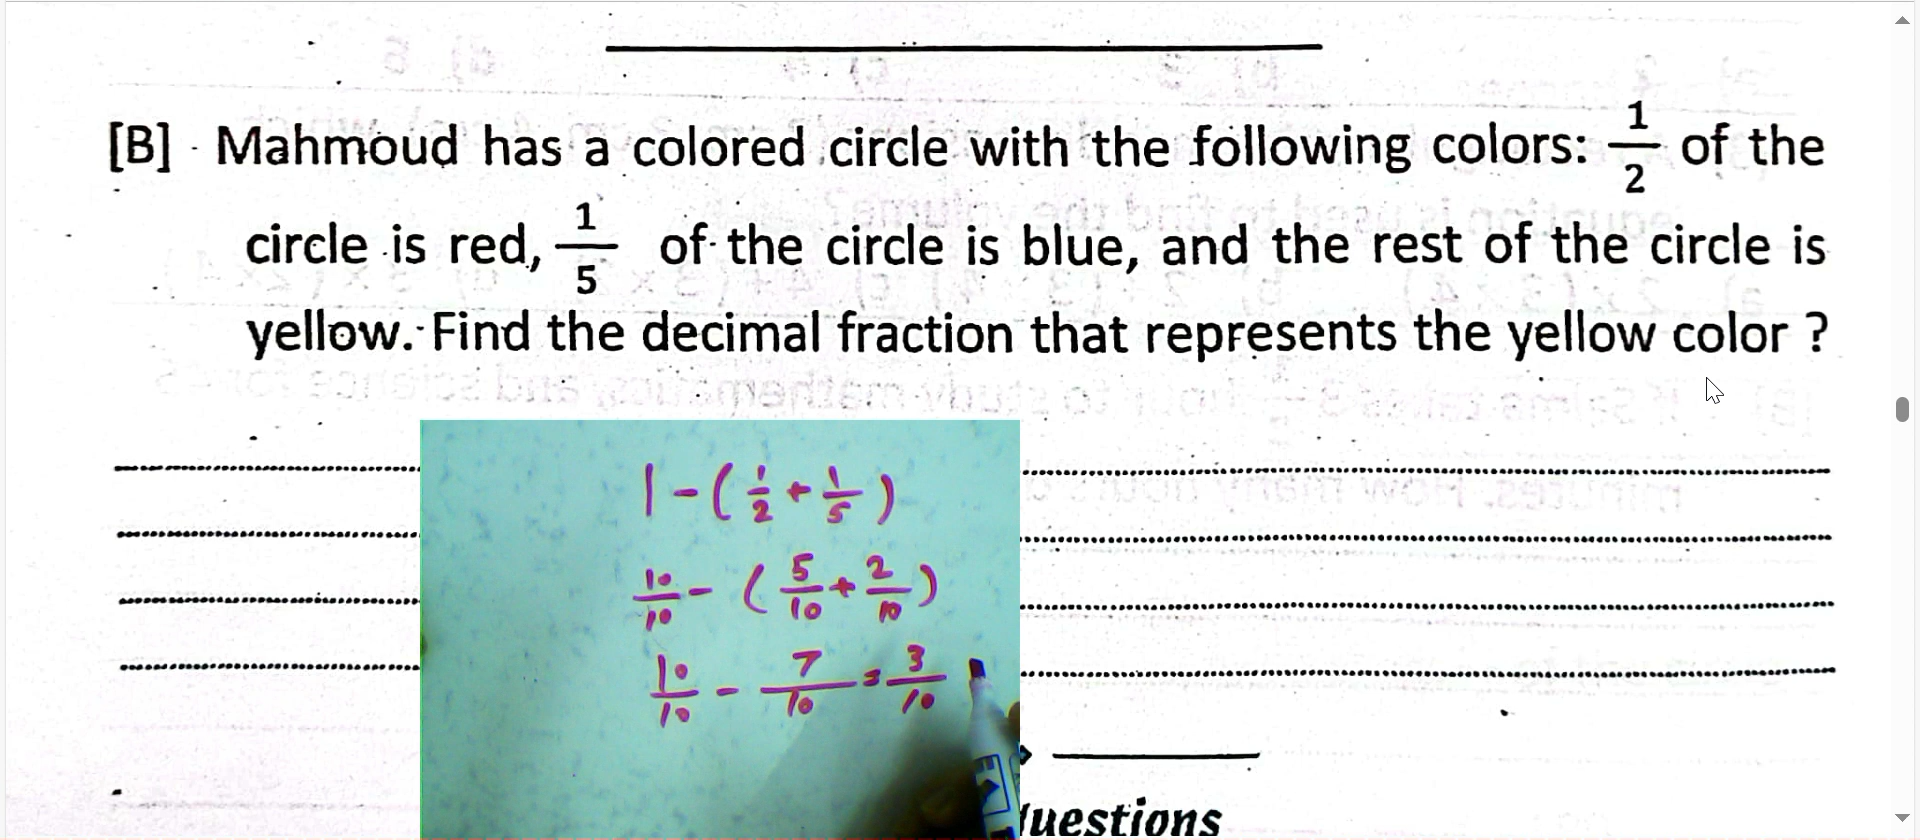 [B] Mahmoud has a colored circle with the following colors: 1/2 of the
circle is red, 1/5 of the circle is blue, and the rest of the circle is
yellow. Find the decimal fraction that represents the yellow color ?
1 - ( 1/2 + 1/5 )
10/10 - ( 5/10 + 2/10 )
10/10 - 7/10 = 3/10